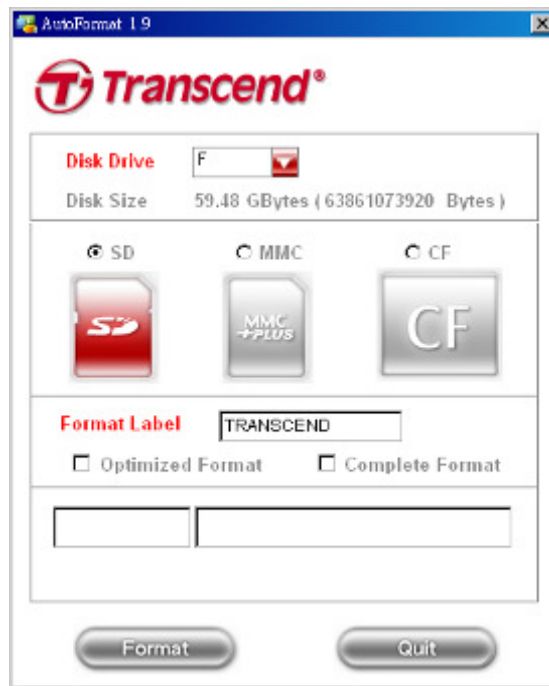 AutoFormat 1.9
Transcend®
Disk Drive F
Disk Size 59.48 GBytes ( 63861073920 Bytes )
SD MMC CF
SD MMC +PLUS CF
Format Label TRANSCEND
Optimized Format Complete Format
Format Quit